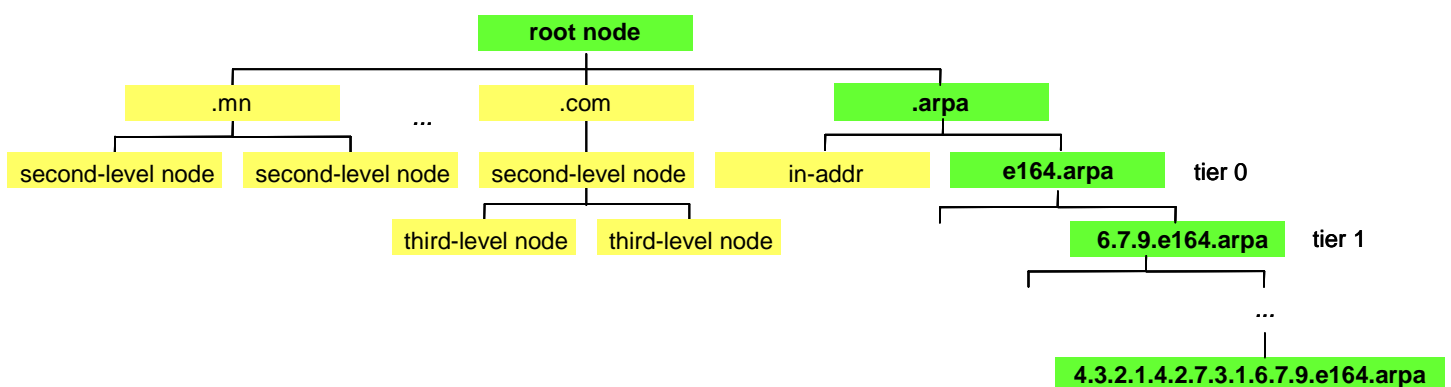 root node
.mn
...
.com
.arpa
second-level node
second-level node
second-level node
in-addr
e164.arpa
tier 0
third-level node
third-level node
6.7.9.e164.arpa
tier 1
...
4.3.2.1.4.2.7.3.1.6.7.9.e164.arpa